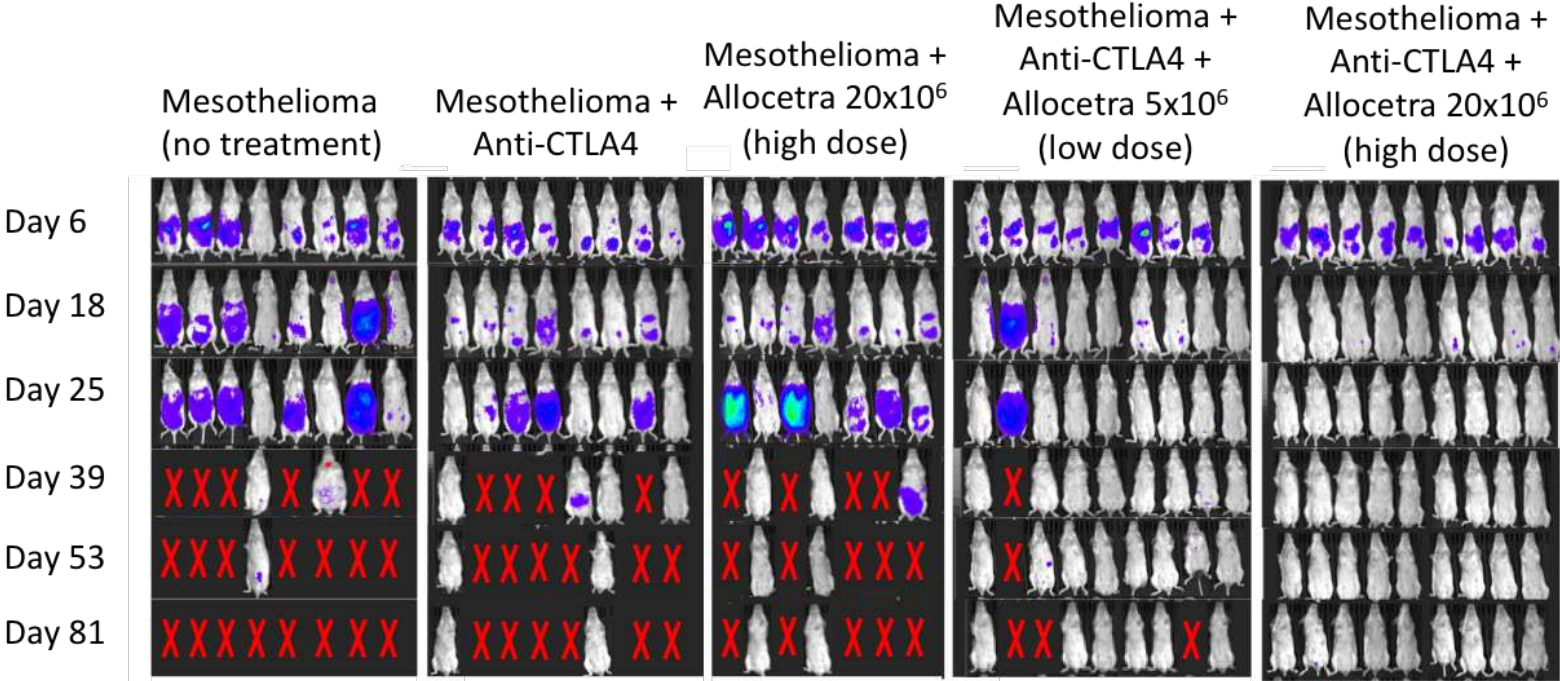 Mesothelioma
(no treatment)
Mesothelioma +
Anti-CTLA4
Mesothelioma +
Allocetra 20x10⁶
(high dose)
Mesothelioma +
Anti-CTLA4 +
Allocetra 5x10⁶
(low dose)
Mesothelioma +
Anti-CTLA4 +
Allocetra 20x10⁶
(high dose)
Day 6
Day 18
Day 25
Day 39
X X X X X X
X X X X
X X X X
X
Day 53
X X X X X X X
X X X X X X
X X X X X
X
Day 81
X X X X X X X X
X X X X X X
X X X X X
X X X